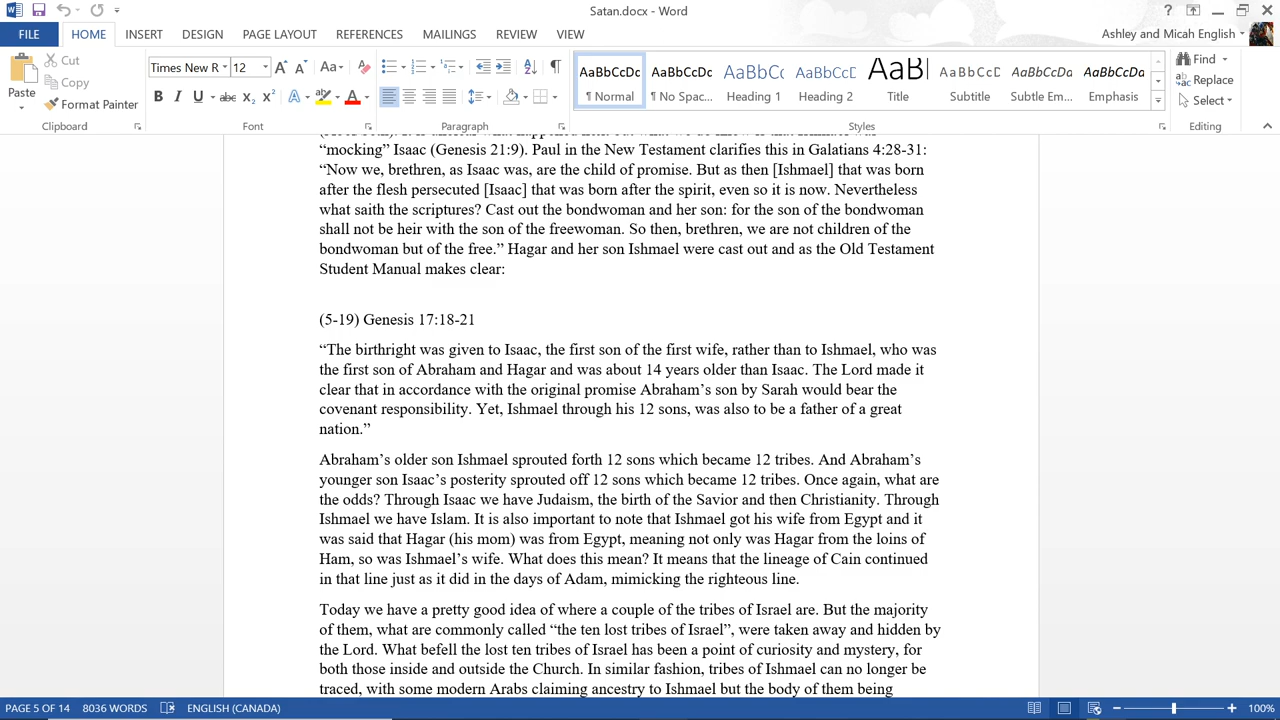 Satan.docx - Word
?
FILE HOME INSERT DESIGN PAGE LAYOUT REFERENCES MAILINGS REVIEW VIEW Ashley and Micah English
Paste
Cut
Copy
Format Painter
Times New R 12 Aa
B I U abc X2 X2 A A
AaBbCcDc AaBbCcDc AaBbCc AaBbCcD AaBl AaBbCcD AaBbCcDc AaBbCcDc
¶ Normal ¶ No Spac... Heading 1 Heading 2 Title Subtitle Subtle Em... Emphasis
Find
Replace
Select
Clipboard Font Paragraph Styles Editing
“mocking” Isaac (Genesis 21:9). Paul in the New Testament clarifies this in Galatians 4:28-31:
“Now we, brethren, as Isaac was, are the child of promise. But as then [Ishmael] that was born
after the flesh persecuted [Isaac] that was born after the spirit, even so it is now. Nevertheless
what saith the scriptures? Cast out the bondwoman and her son: for the son of the bondwoman
shall not be heir with the son of the freewoman. So then, brethren, we are not children of the
bondwoman but of the free.” Hagar and her son Ishmael were cast out and as the Old Testament
Student Manual makes clear:
(5-19) Genesis 17:18-21
“The birthright was given to Isaac, the first son of the first wife, rather than to Ishmael, who was
the first son of Abraham and Hagar and was about 14 years older than Isaac. The Lord made it
clear that in accordance with the original promise Abraham’s son by Sarah would bear the
covenant responsibility. Yet, Ishmael through his 12 sons, was also to be a father of a great
nation.”
Abraham’s older son Ishmael sprouted forth 12 sons which became 12 tribes. And Abraham’s
younger son Isaac’s posterity sprouted off 12 sons which became 12 tribes. Once again, what are
the odds? Through Isaac we have Judaism, the birth of the Savior and then Christianity. Through
Ishmael we have Islam. It is also important to note that Ishmael got his wife from Egypt and it
was said that Hagar (his mom) was from Egypt, meaning not only was Hagar from the loins of
Ham, so was Ishmael’s wife. What does this mean? It means that the lineage of Cain continued
in that line just as it did in the days of Adam, mimicking the righteous line.
Today we have a pretty good idea of where a couple of the tribes of Israel are. But the majority
of them, what are commonly called “the ten lost tribes of Israel”, were taken away and hidden by
the Lord. What befell the lost ten tribes of Israel has been a point of curiosity and mystery, for
both those inside and outside the Church. In similar fashion, tribes of Ishmael can no longer be
traced, with some modern Arabs claiming ancestry to Ishmael but the body of them being
PAGE 5 OF 14 8036 WORDS ENGLISH (CANADA) 100%